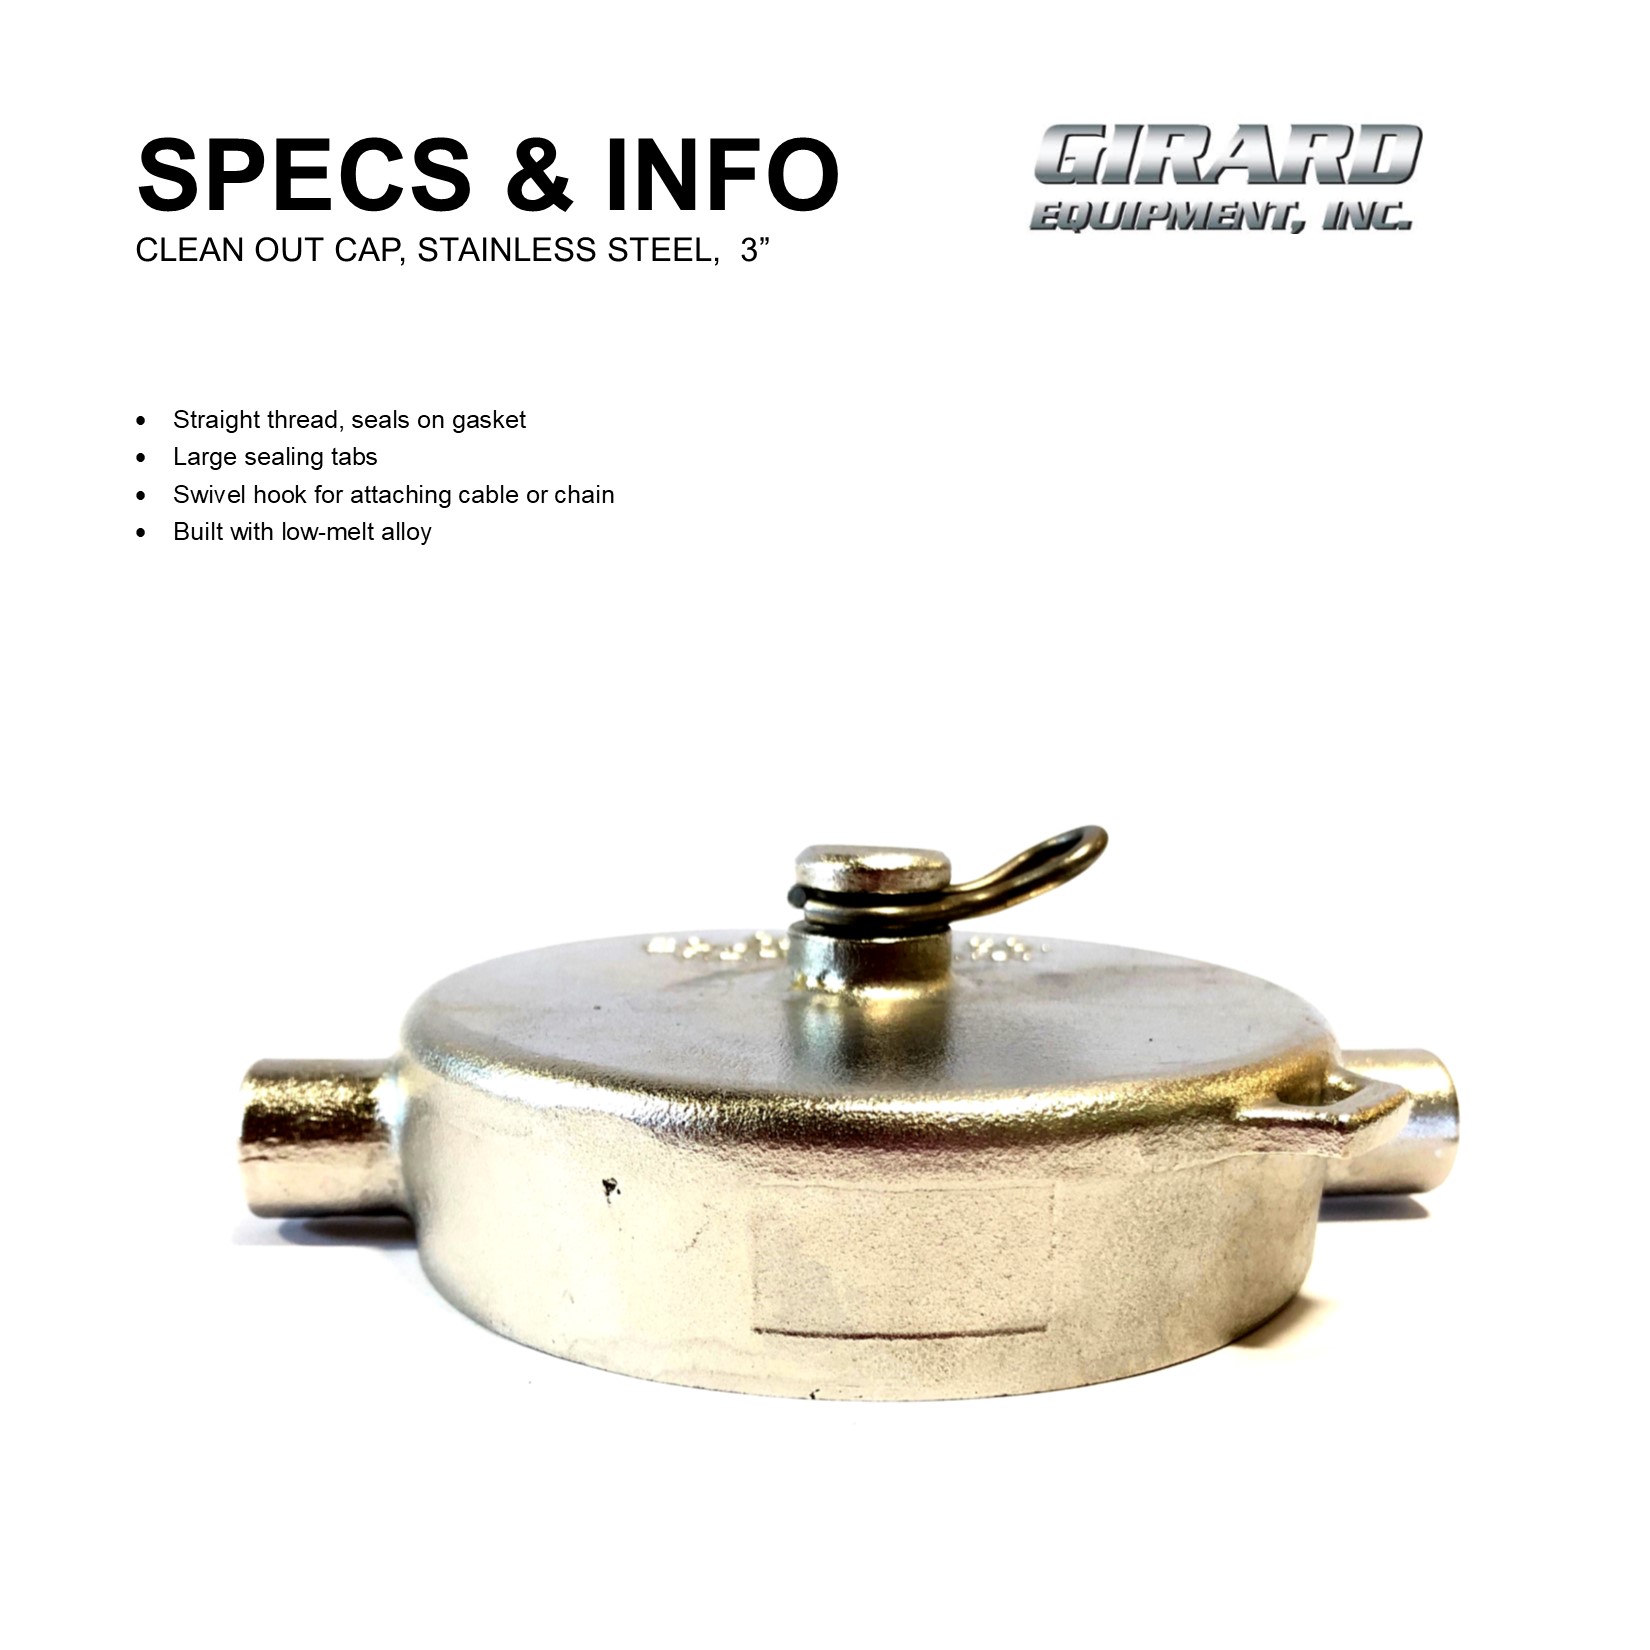 SPECS & INFO
CLEAN OUT CAP, STAINLESS STEEL,  3”
GIRARD
EQUIPMENT, INC.
• Straight thread, seals on gasket
• Large sealing tabs
• Swivel hook for attaching cable or chain
• Built with low-melt alloy